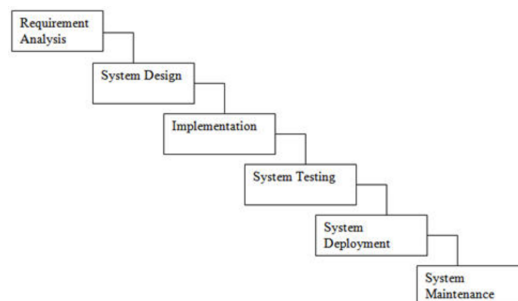 Requirement
Analysis
System Design
Implementation
System Testing
System
Deployment
System
Maintenance